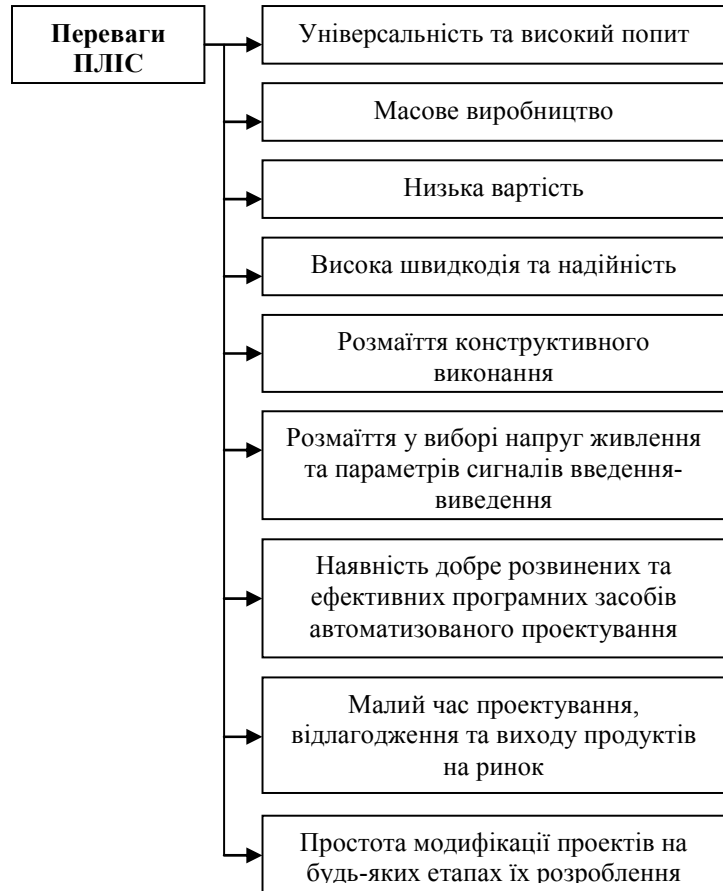 Переваги
ПЛІС
Універсальність та високий попит
Масове виробництво
Низька вартість
Висока швидкодія та надійність
Розмаїття конструктивного
виконання
Розмаїття у виборі напруг живлення
та параметрів сигналів введення-
виведення
Наявність добре розвинених та
ефективних програмних засобів
автоматизованого проектування
Малий час проектування,
відлагодження та виходу продуктів
на ринок
Простота модифікації проектів на
будь-яких етапах їх розроблення